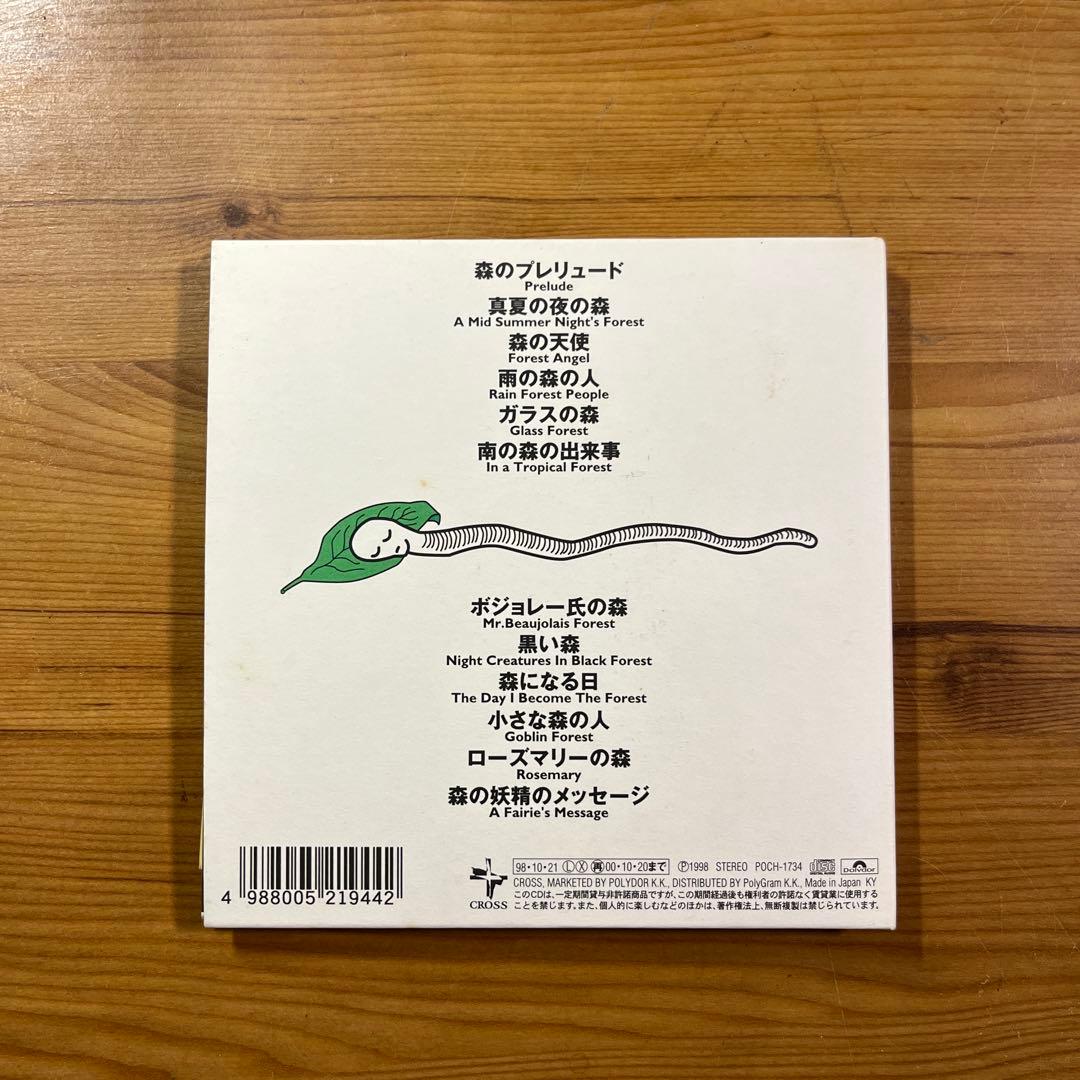 森のプレリュード
Prelude
真夏の夜の森
A Mid Summer Night's Forest
森の天使
Forest Angel
雨の森の人
Rain Forest People
ガラスの森
Glass Forest
南の森の出来事
In a Tropical Forest
ボジョレー氏の森
Mr.Beaujolais Forest
黒い森
Night Creatures In Black Forest
森になる日
The Day I Become The Forest
小さな森の人
Goblin Forest
ローズマリーの森
Rosemary
森の妖精のメッセージ
A Fairie's Message
4 988005 219442
CROSS
98・10・21 Ⓛ Ⓧ ㊞00・10・20まで Ⓟ1998 STEREO POCH-1734 disc Polydor
CROSS, MARKETED BY POLYDOR K.K., DISTRIBUTED BY PolyGram K.K., Made in Japan KY
このCDは、一定期間貸与非許諾商品ですが、この期間経過後も権利者の許諾なく賃貸業に使用する
ことを禁じます。また、個人的に楽しむなどのほかは、著作権法上、無断複製は禁じられています。